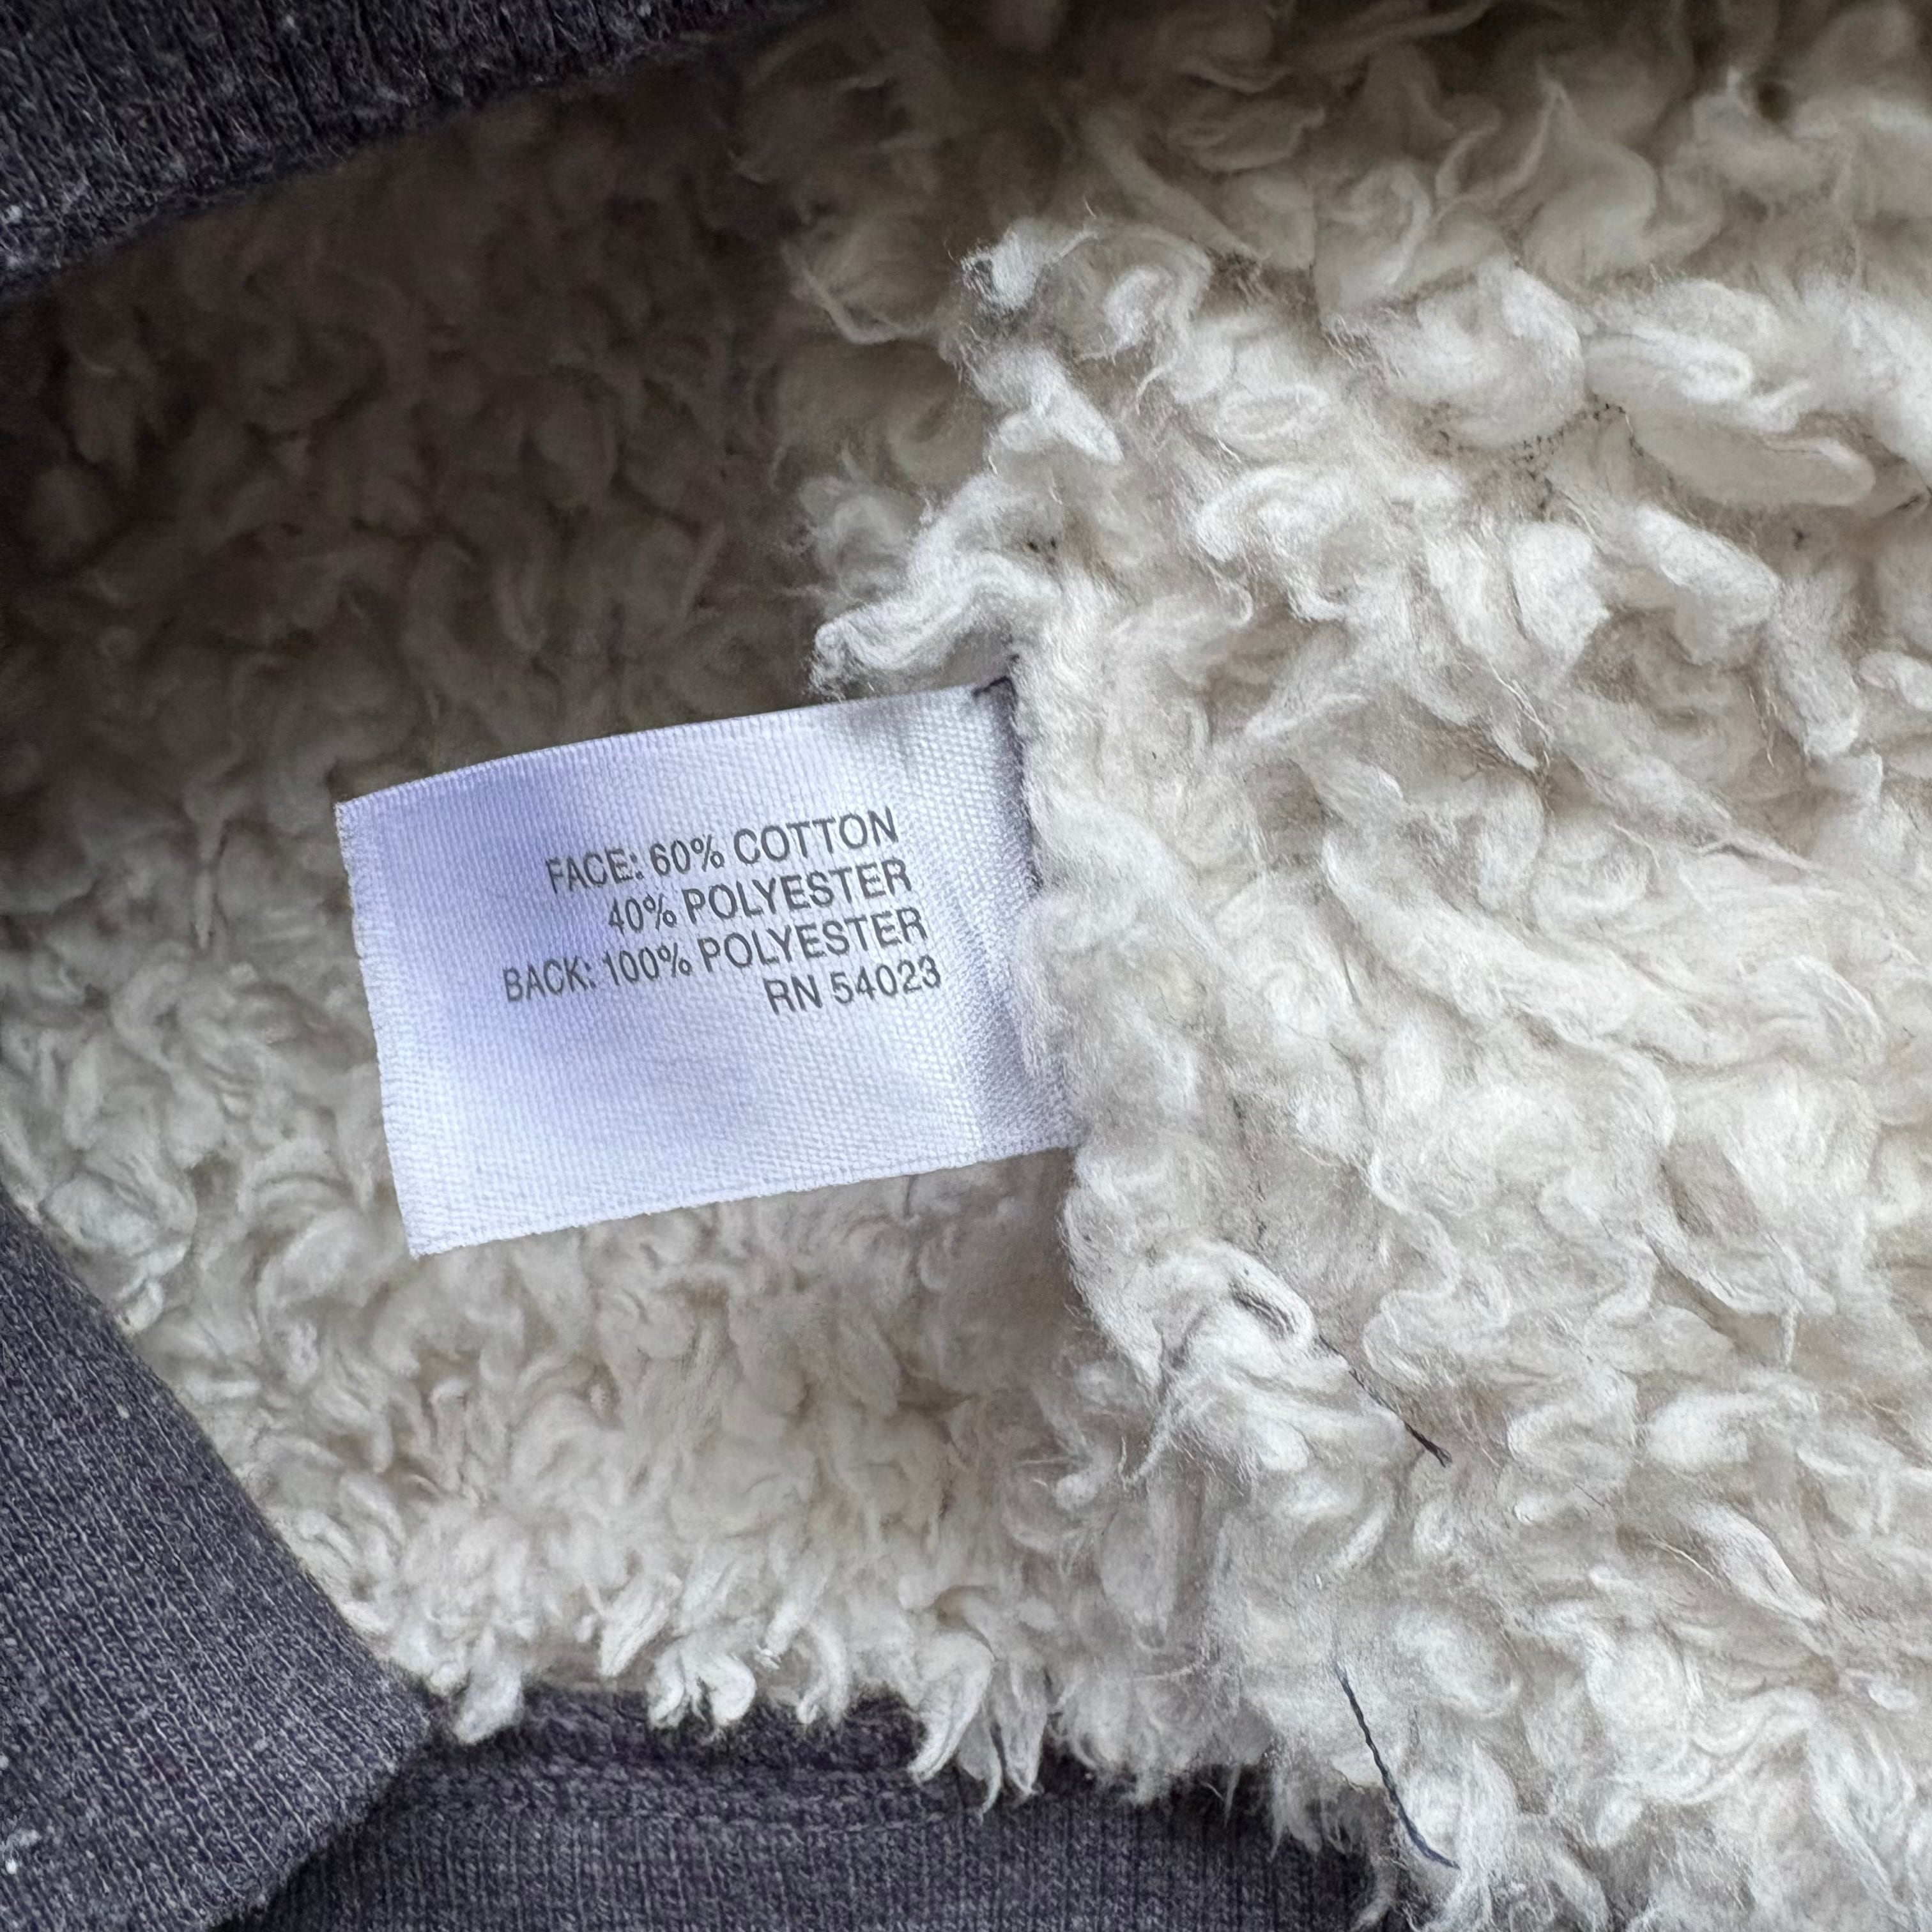 FACE: 60% COTTON
40% POLYESTER
BACK: 100% POLYESTER
RN 54023